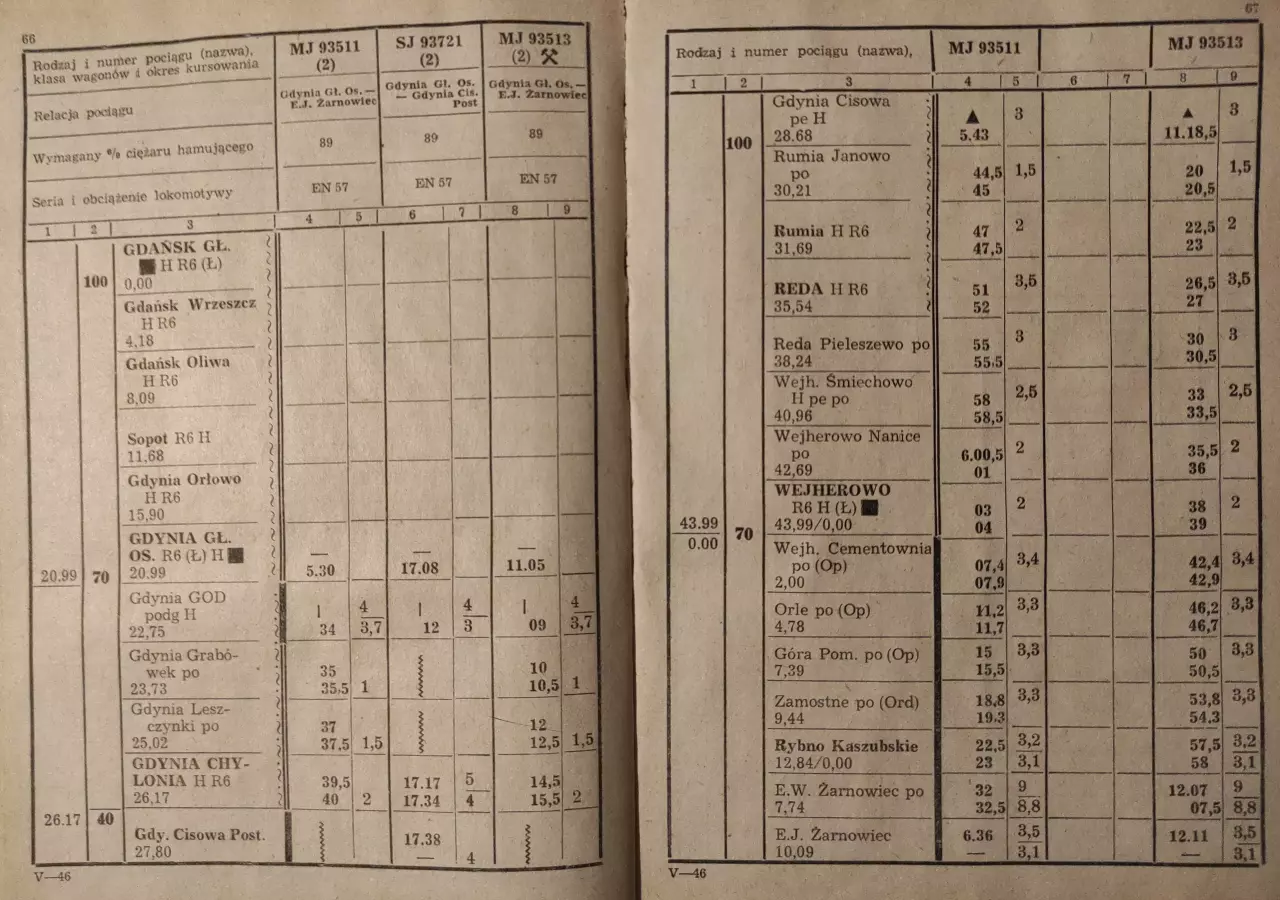 66
Rodzaj i numer pociągu (nazwa),
klasa wagonów i okres kursowania
MJ 93511
(2)
SJ 93721
(2)
MJ 93513
(2)
Relacja pociągu
Gdynia Gł. Os. —
E.J. Żarnowiec
Gdynia Gł. Os.
— Gdynia Cis.
Post
Gdynia Gł. Os. —
E.J. Żarnowiec
Wymagany % ciężaru hamującego
89
89
89
Seria i obciążenie lokomotywy
EN 57
EN 57
EN 57
1 2 3 4 5 6 7 8 9
GDAŃSK GŁ.
H R6 (Ł)
100 0,00
Gdańsk Wrzeszcz
H R6
4,18
Gdańsk Oliwa
H R6
8,09
Sopot R6 H
11,68
Gdynia Orłowo
H R6
15,90
GDYNIA GŁ.
OS. R6 (Ł) H — — —
20.99 70 20.99 5.30 17.08 11.05
Gdynia GOD
podg H | 4 | 4 | 4
22,75 34 3,7 12 3 09 3,7
Gdynia Grabó-
wek po 35 10
23,73 35,5 1 10,5 1
Gdynia Lesz-
czynki po 37 12
25,02 37.5 1,5 12,5 1,5
GDYNIA CHY-
LONIA H R6 39,5 17.17 5 14,5
26,17 40 2 17.34 4 15,5 2
26.17 40
Gdy. Cisowa Post. 17.38
27,80 — 4
V—46
67
Rodzaj i numer pociągu (nazwa), MJ 93511 MJ 93513
1 2 3 4 5 6 7 8 9
Gdynia Cisowa
pe H ▲ 3 ▲ 3
100 28.68 5.43 11.18,5
Rumia Janowo
po 44,5 1,5 20 1,5
30,21 45 20,5
Rumia H R6 47 2 22,5 2
31,69 47,5 23
REDA H R6 51 3,5 26,5 3,5
35,54 52 27
Reda Pieleszewo po 55 3 30 3
38,24 55,5 30,5
Wejh. Śmiechowo
H pe po 58 2,5 33 2,5
40,96 58,5 33,5
Wejherowo Nanice
po 6.00,5 2 35,5 2
42,69 01 36
WEJHEROWO
R6 H (Ł) 03 2 38 2
43.99 43,99/0,00 04 39
0.00 70
Wejh. Cementownia
po (Op) 07,4 3,4 42,4 3,4
2,00 07,9 42,9
Orle po (Op) 11,2 3,3 46,2 3,3
4,78 11,7 46,7
Góra Pom. po (Op) 15 3,3 50 3,3
7,39 15,5 50,5
Zamostne po (Ord) 18,8 3,3 53,8 3,3
9,44 19,3 54.3
Rybno Kaszubskie 22,5 3,2 57,5 3,2
12,84/0,00 23 3,1 58 3,1
E.W. Żarnowiec po 32 9 12.07 9
7,74 32,5 8,8 07,5 8,8
E.J. Żarnowiec 6.36 3,5 12.11 3,5
10,09 — 3,1 — 3,1
V—46